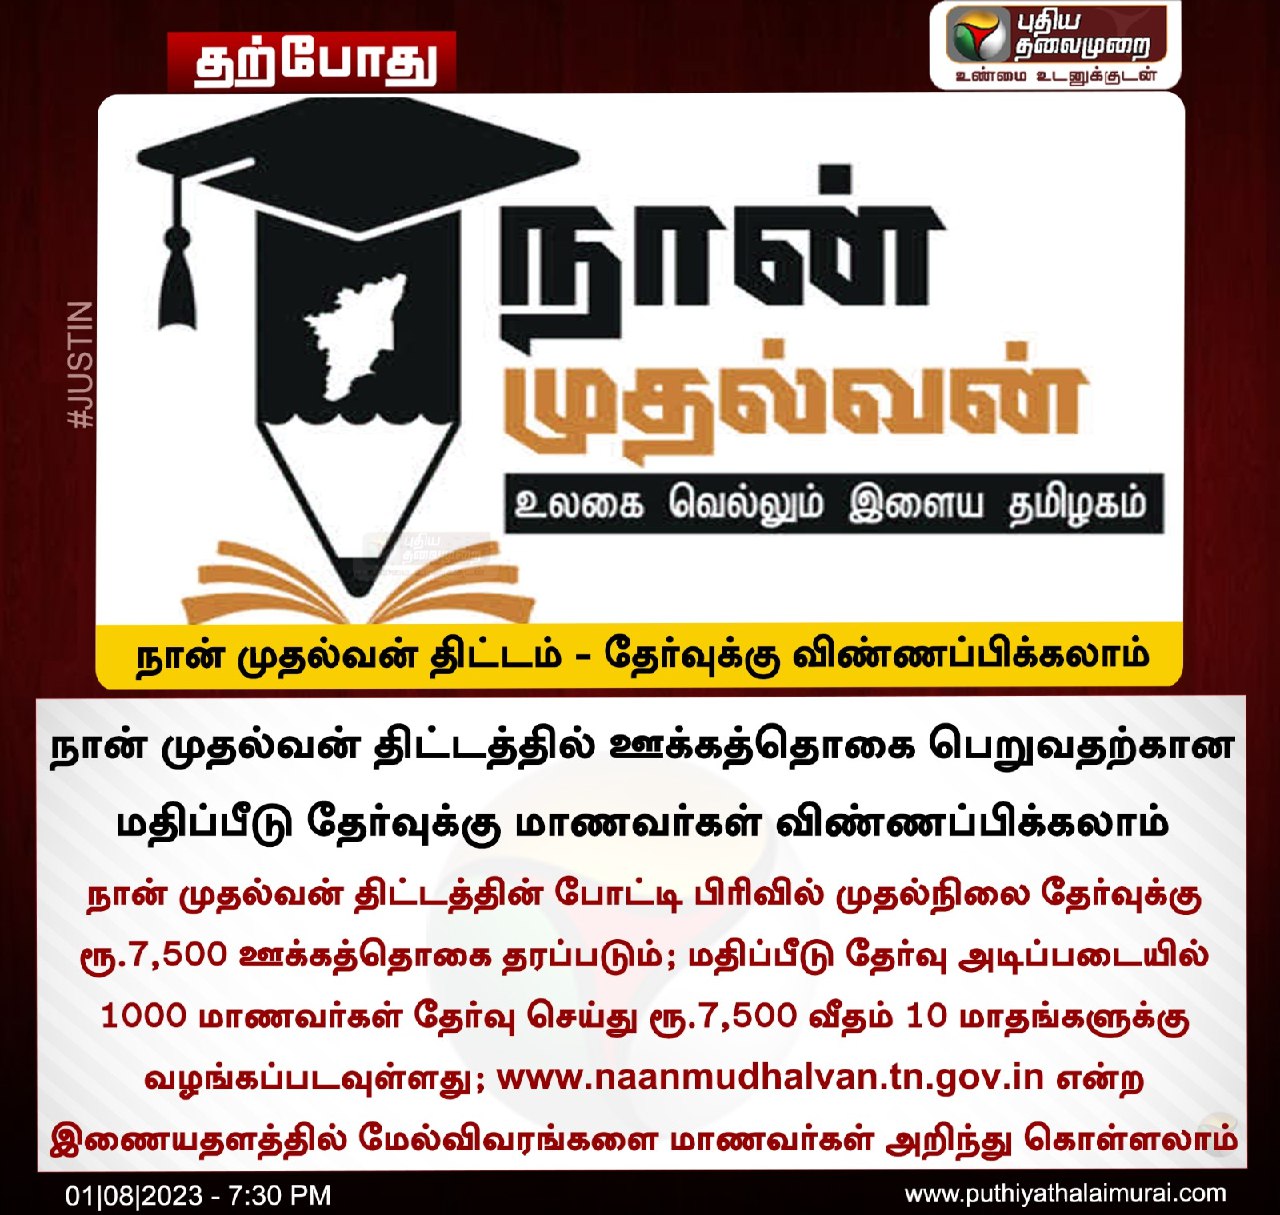 தற்போது
புதிய
தலைமுறை
உண்மை உடனுக்குடன்
#JUSTIN
நான்
முதல்வன்
உலகை வெல்லும் இளைய தமிழகம்
புதிய
தலைமுறை
நான் முதல்வன் திட்டம் - தேர்வுக்கு விண்ணப்பிக்கலாம்
நான் முதல்வன் திட்டத்தில் ஊக்கத்தொகை பெறுவதற்கான
மதிப்பீடு தேர்வுக்கு மாணவர்கள் விண்ணப்பிக்கலாம்
நான் முதல்வன் திட்டத்தின் போட்டி பிரிவில் முதல்நிலை தேர்வுக்கு
ரூ.7,500 ஊக்கத்தொகை தரப்படும்; மதிப்பீடு தேர்வு அடிப்படையில்
1000 மாணவர்கள் தேர்வு செய்து ரூ.7,500 வீதம் 10 மாதங்களுக்கு
வழங்கப்படவுள்ளது; www.naanmudhalvan.tn.gov.in என்ற
இணையதளத்தில் மேல்விவரங்களை மாணவர்கள் அறிந்து கொள்ளலாம்
01|08|2023 - 7:30 PM
www.puthiyathalaimurai.com